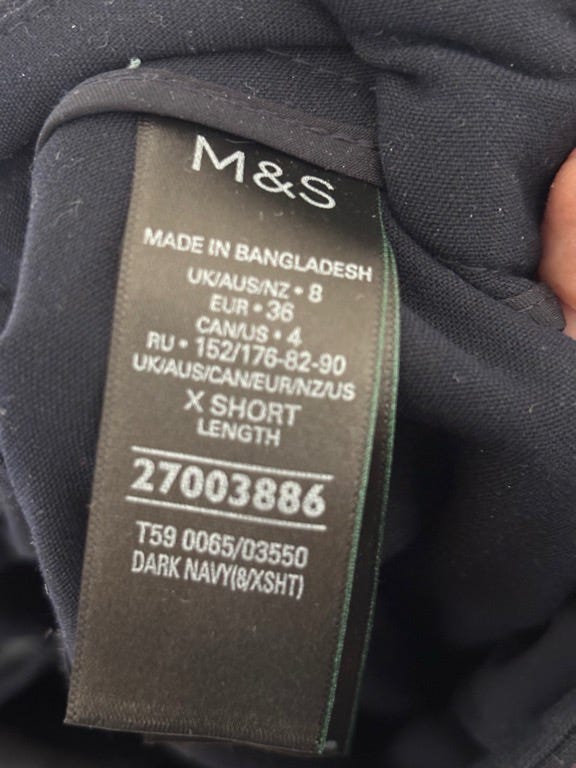 M&S
MADE IN BANGLADESH
UK/AUS/NZ • 8
EUR • 36
CAN/US • 4
RU • 152/176-82-90
UK/AUS/CAN/EUR/NZ/US
X SHORT
LENGTH
27003886
T59 0065/03550
DARK NAVY(8/XSHT)